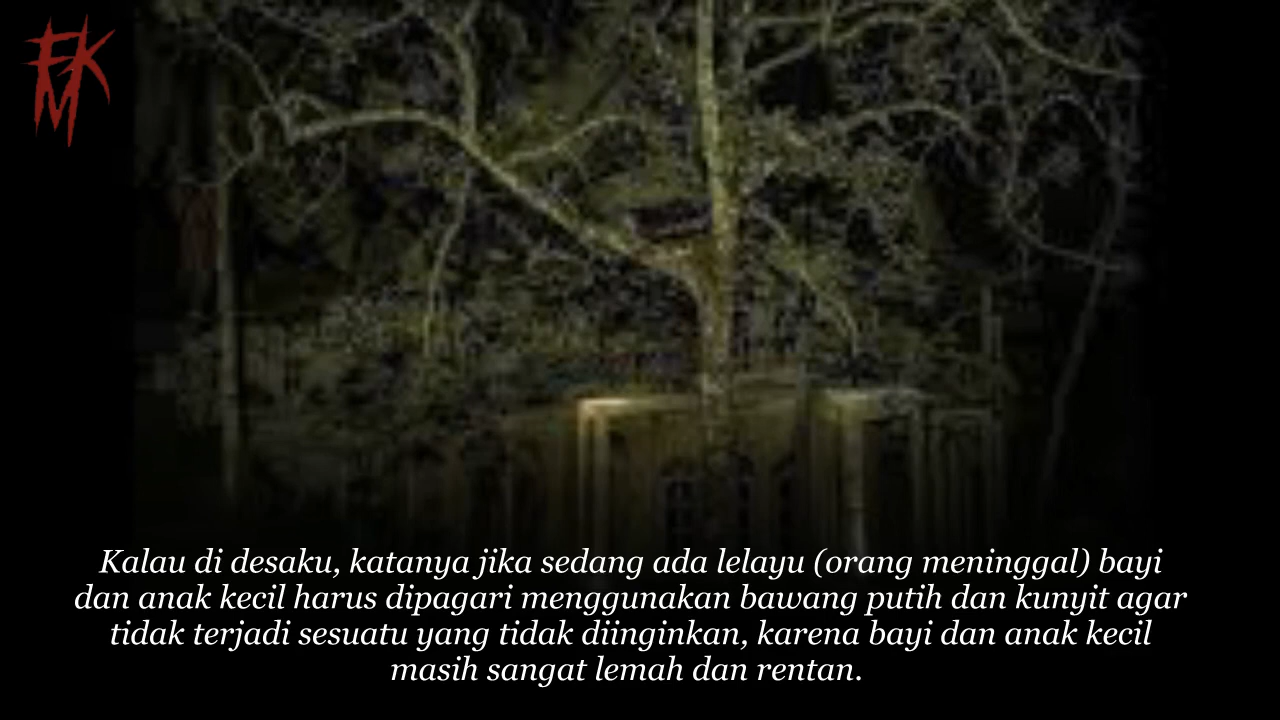 FKM
Kalau di desaku, katanya jika sedang ada lelayu (orang meninggal) bayi
dan anak kecil harus dipagari menggunakan bawang putih dan kunyit agar
tidak terjadi sesuatu yang tidak diinginkan, karena bayi dan anak kecil
masih sangat lemah dan rentan.